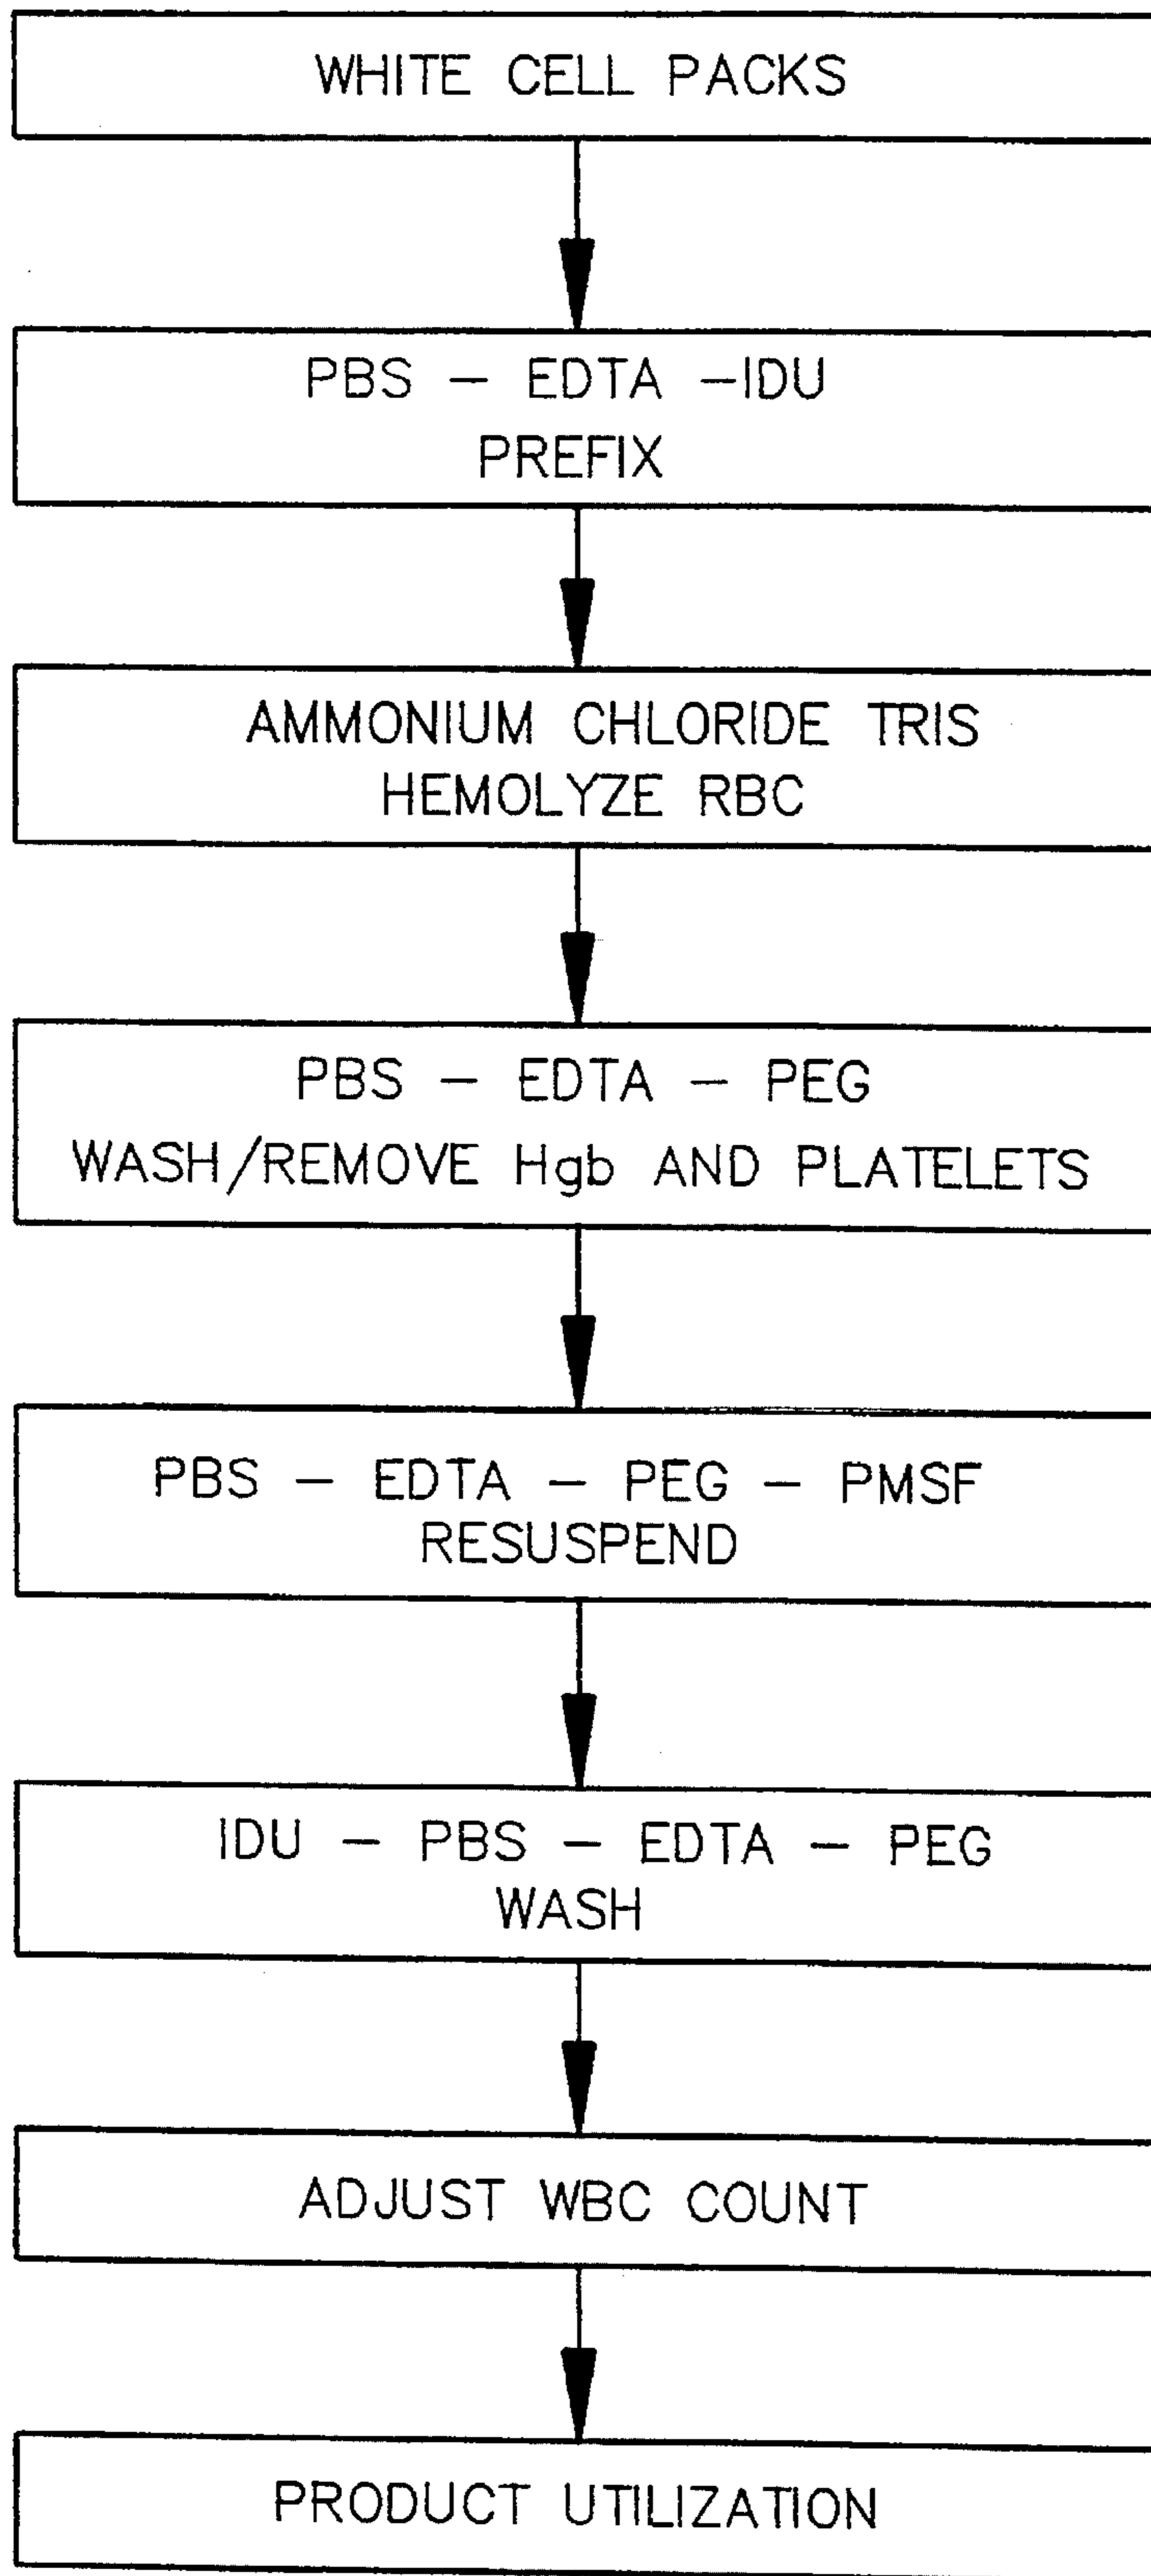 WHITE CELL PACKS
PBS – EDTA –IDU
PREFIX
AMMONIUM CHLORIDE TRIS
HEMOLYZE RBC
PBS – EDTA – PEG
WASH/REMOVE Hgb AND PLATELETS
PBS – EDTA – PEG – PMSF
RESUSPEND
IDU – PBS – EDTA – PEG
WASH
ADJUST WBC COUNT
PRODUCT UTILIZATION